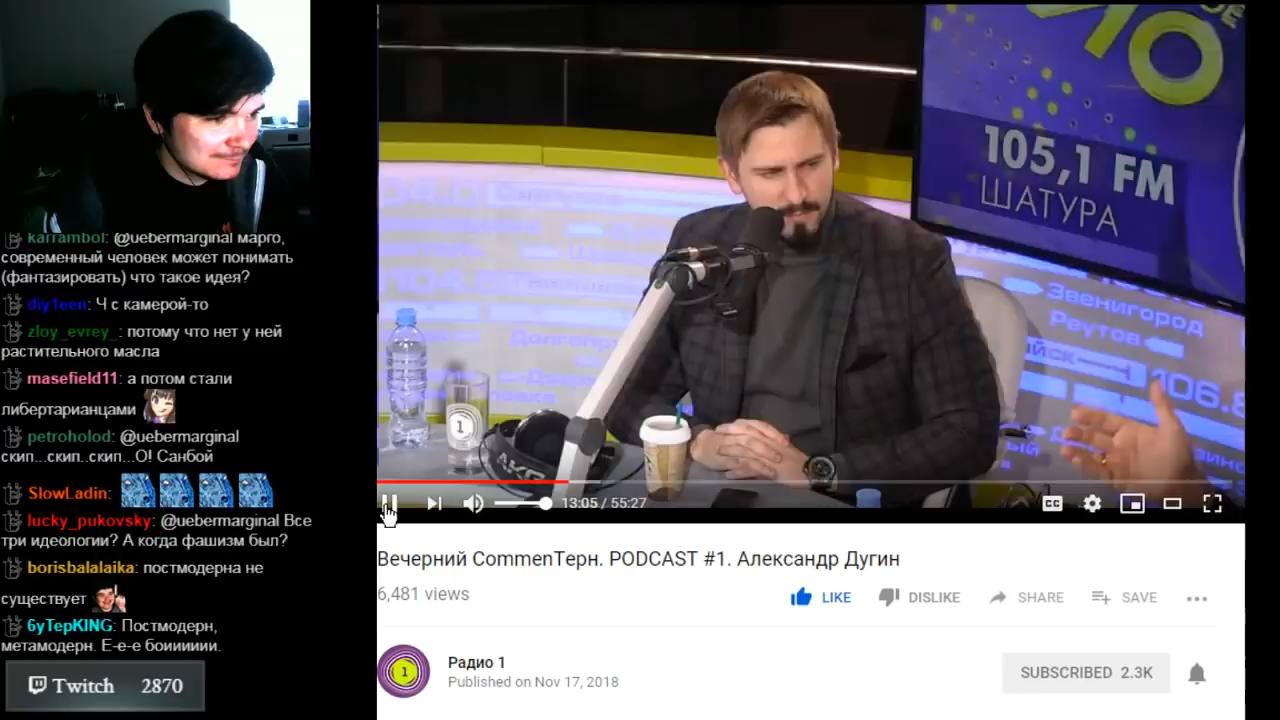 karrambol: @uebermarginal марго,
современный человек может понимать
(фантазировать) что такое идея?
diy1een: Ч с камерой-то
zloy_evrey_: потому что нет у ней
растительного масла
masefield11: а потом стали
либертарианцами
petroholod: @uebermarginal
скип...скип..скип...О! Санбой
SlowLadin:
lucky_pukovsky: @uebermarginal Все
три идеологии? А когда фашизм был?
borisbalalaika: постмодерна не
существует
6yTepKING: Постмодерн,
метамодерн. Е-е-е боииииии.
Twitch 2870
105,1 FM
ШАТУРА
Звенигород
Реутов
106.8
1
AKG
13:05 / 55:27
CC
Вечерний CommenTерн. PODCAST #1. Александр Дугин
6,481 views
LIKE DISLIKE SHARE SAVE
1
Радио 1
Published on Nov 17, 2018
SUBSCRIBED 2.3K